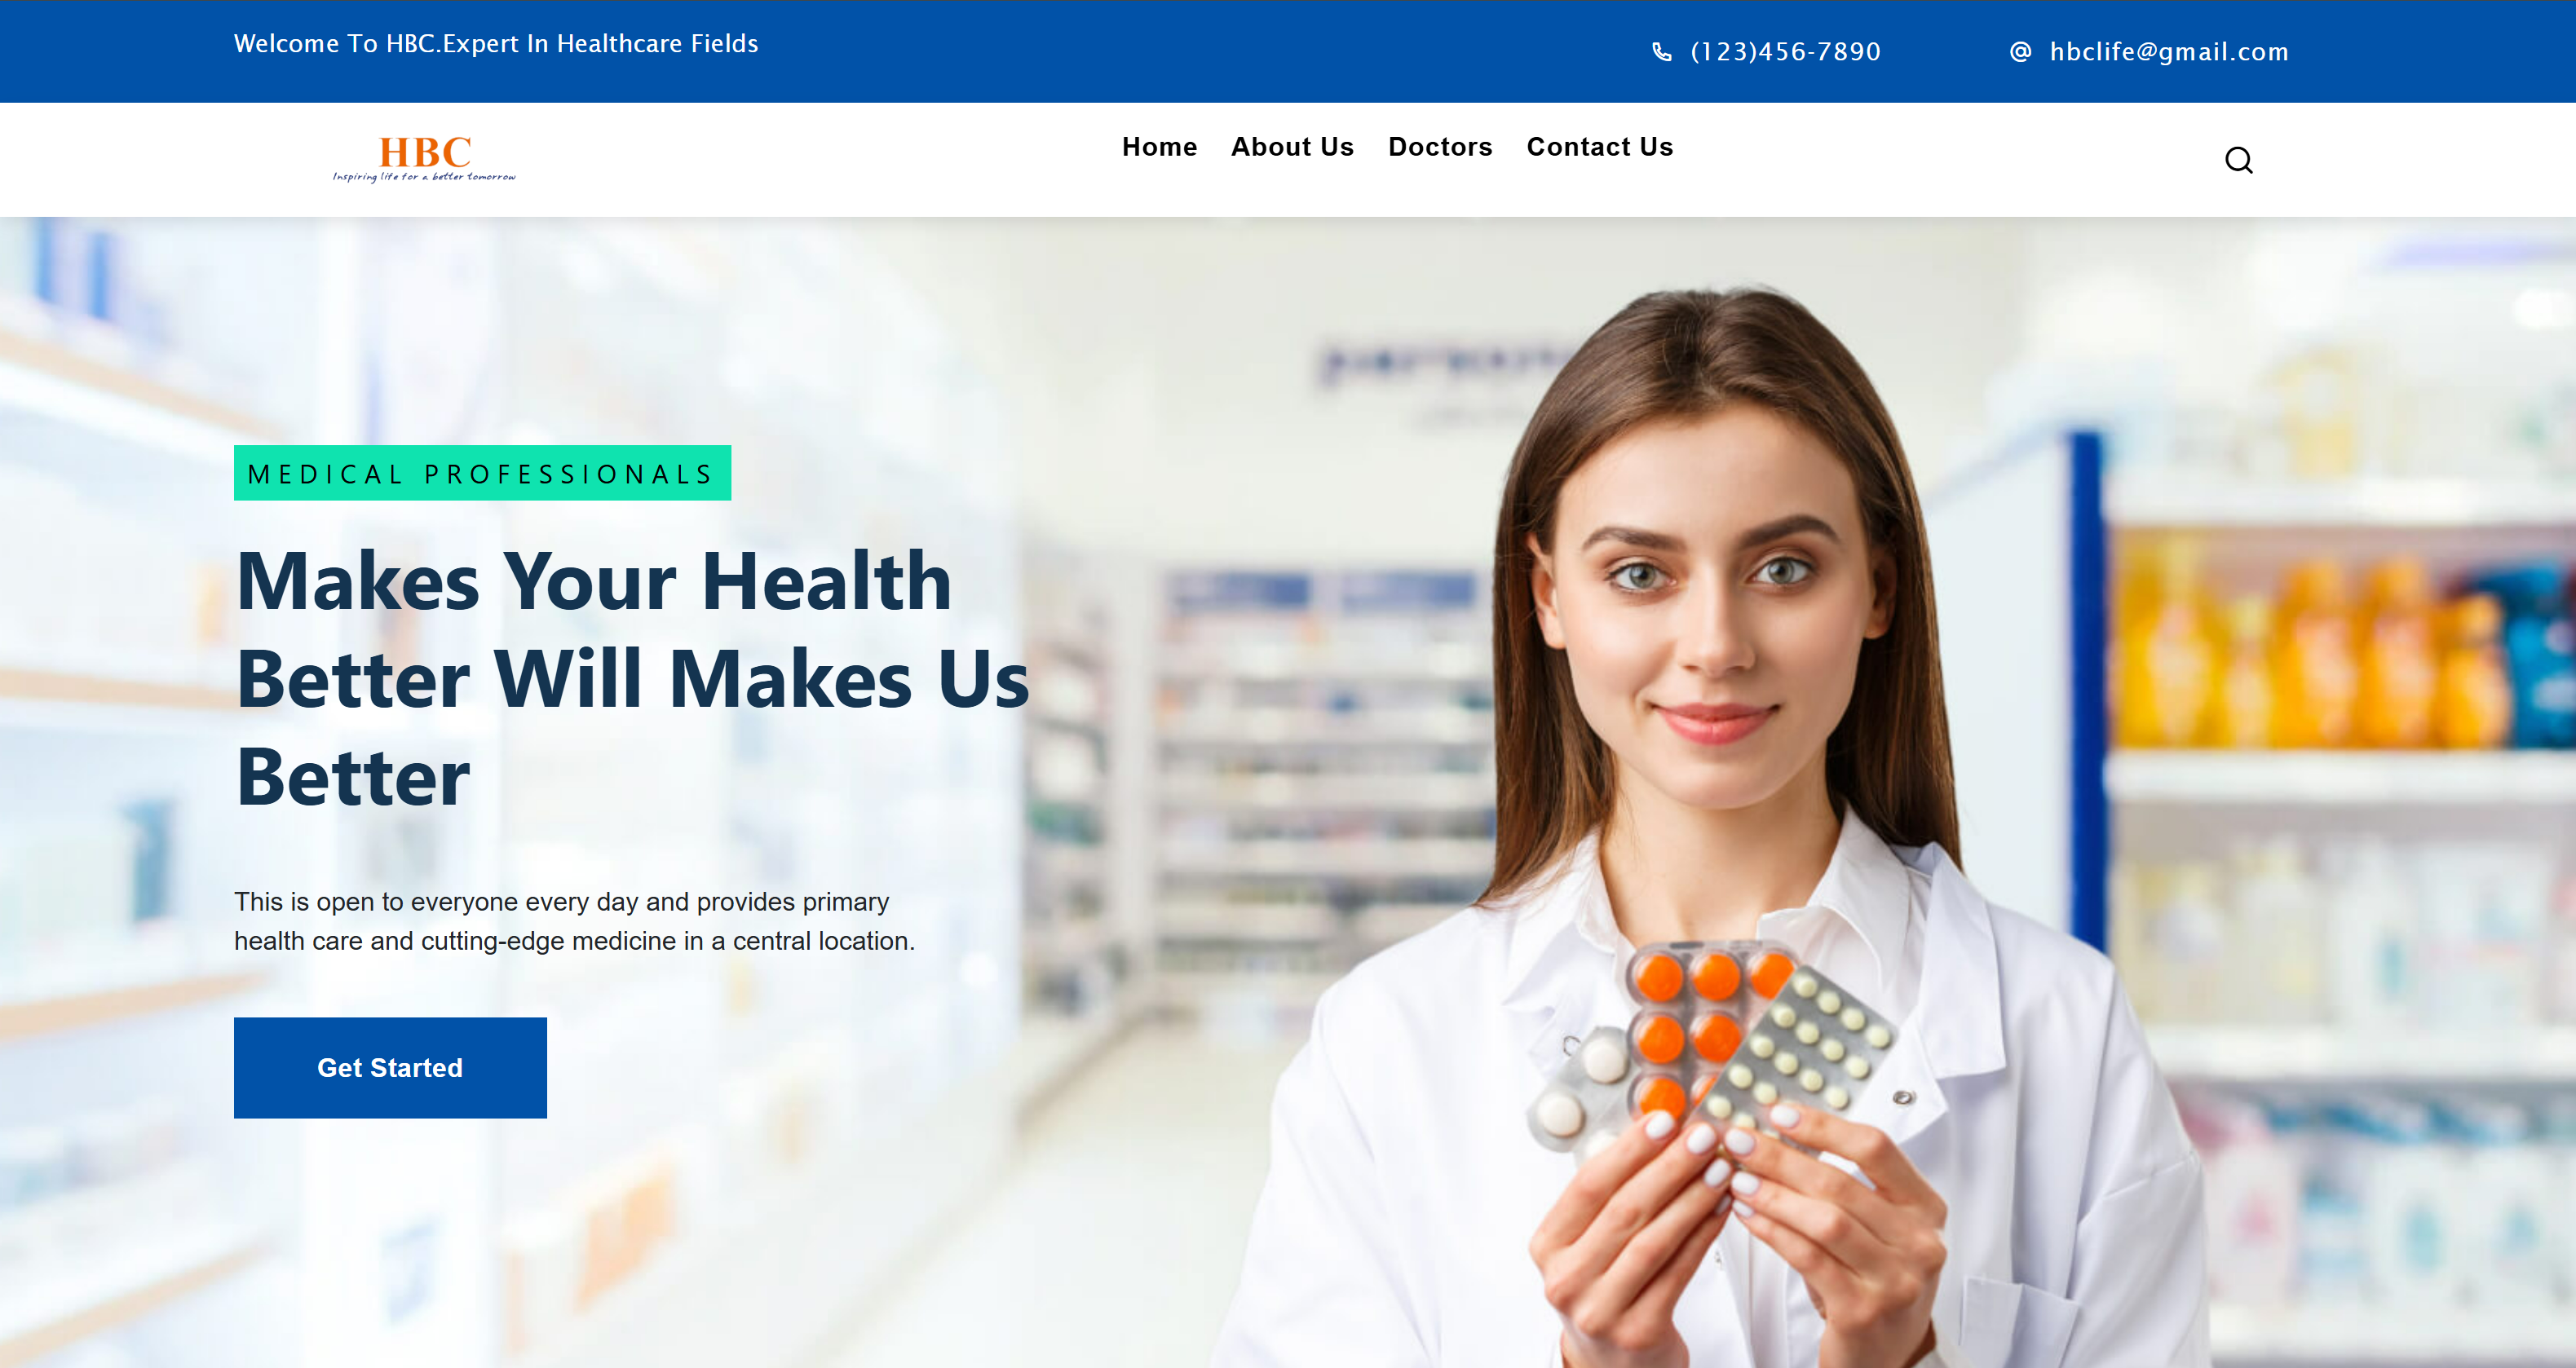 Welcome To HBC.Expert In Healthcare Fields
(123)456-7890
hbclife@gmail.com
HBC
Inspiring life for a better tomorrow
Home About Us Doctors Contact Us
MEDICAL PROFESSIONALS
Makes Your Health
Better Will Makes Us
Better
This is open to everyone every day and provides primary
health care and cutting-edge medicine in a central location.
Get Started